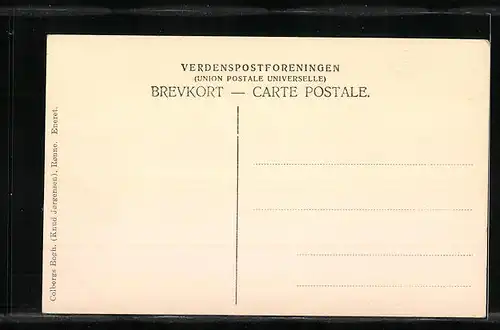 VERDENSPOSTFORENINGEN
(UNION POSTALE UNIVERSELLE)
BREVKORT — CARTE POSTALE.
Colbergs Bogh. (Knud Jørgensen), Rønne. Eneret.